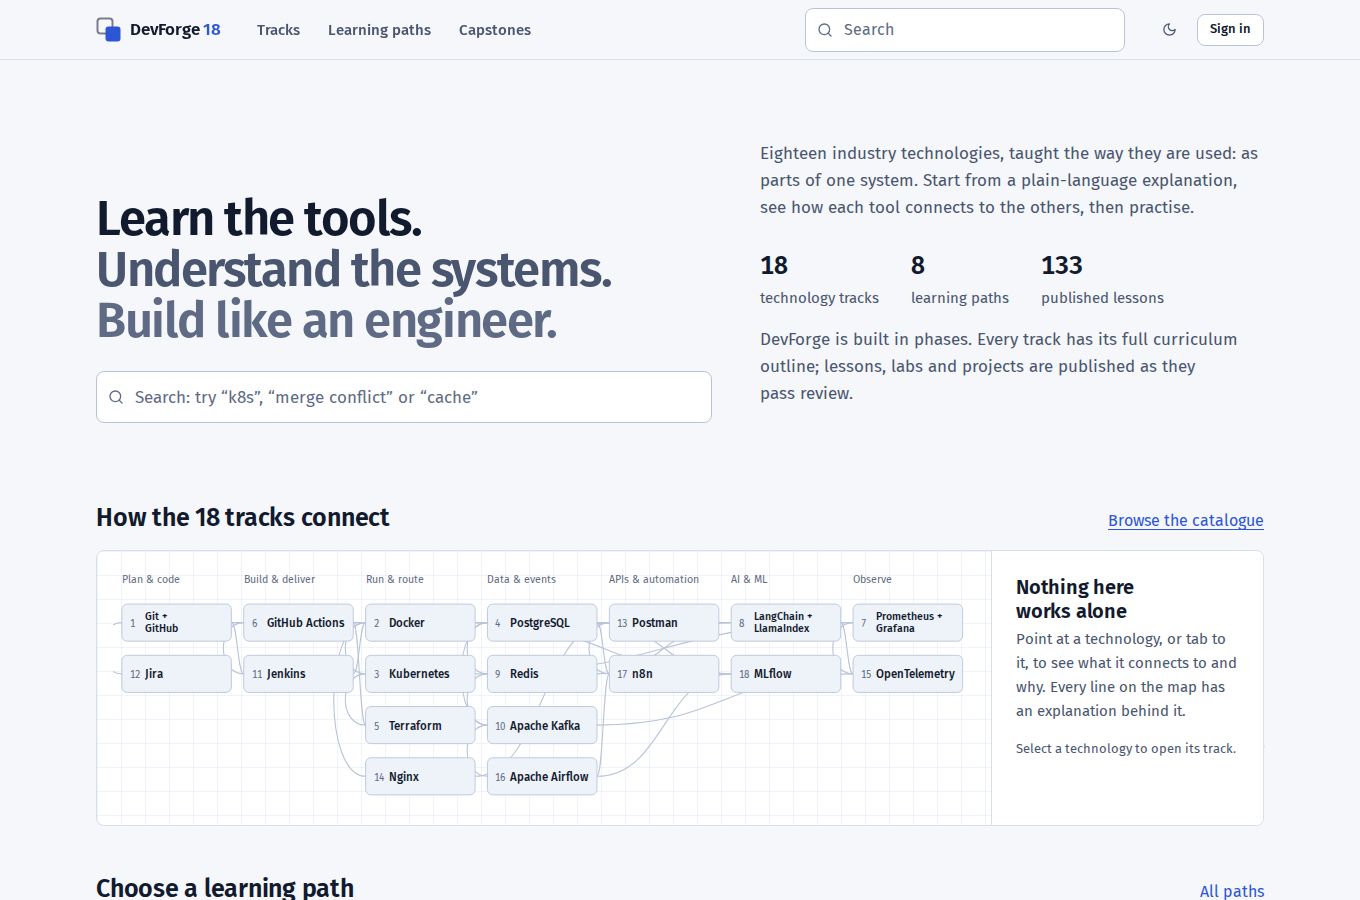 DevForge 18
Tracks
Learning paths
Capstones
Search
Sign in
Learn the tools.
Understand the systems.
Build like an engineer.
Search: try “k8s”, “merge conflict” or “cache”
Eighteen industry technologies, taught the way they are used: as
parts of one system. Start from a plain-language explanation,
see how each tool connects to the others, then practise.
18
technology tracks
8
learning paths
133
published lessons
DevForge is built in phases. Every track has its full curriculum
outline; lessons, labs and projects are published as they
pass review.
How the 18 tracks connect
Browse the catalogue
Plan & code
1 Git +
GitHub
12 Jira
Build & deliver
6 GitHub Actions
11 Jenkins
Run & route
2 Docker
3 Kubernetes
5 Terraform
14 Nginx
Data & events
4 PostgreSQL
9 Redis
10 Apache Kafka
16 Apache Airflow
APIs & automation
13 Postman
17 n8n
AI & ML
8 LangChain +
LlamaIndex
18 MLflow
Observe
7 Prometheus +
Grafana
15 OpenTelemetry
Nothing here
works alone
Point at a technology, or tab to
it, to see what it connects to and
why. Every line on the map has
an explanation behind it.
Select a technology to open its track.
Choose a learning path
All paths